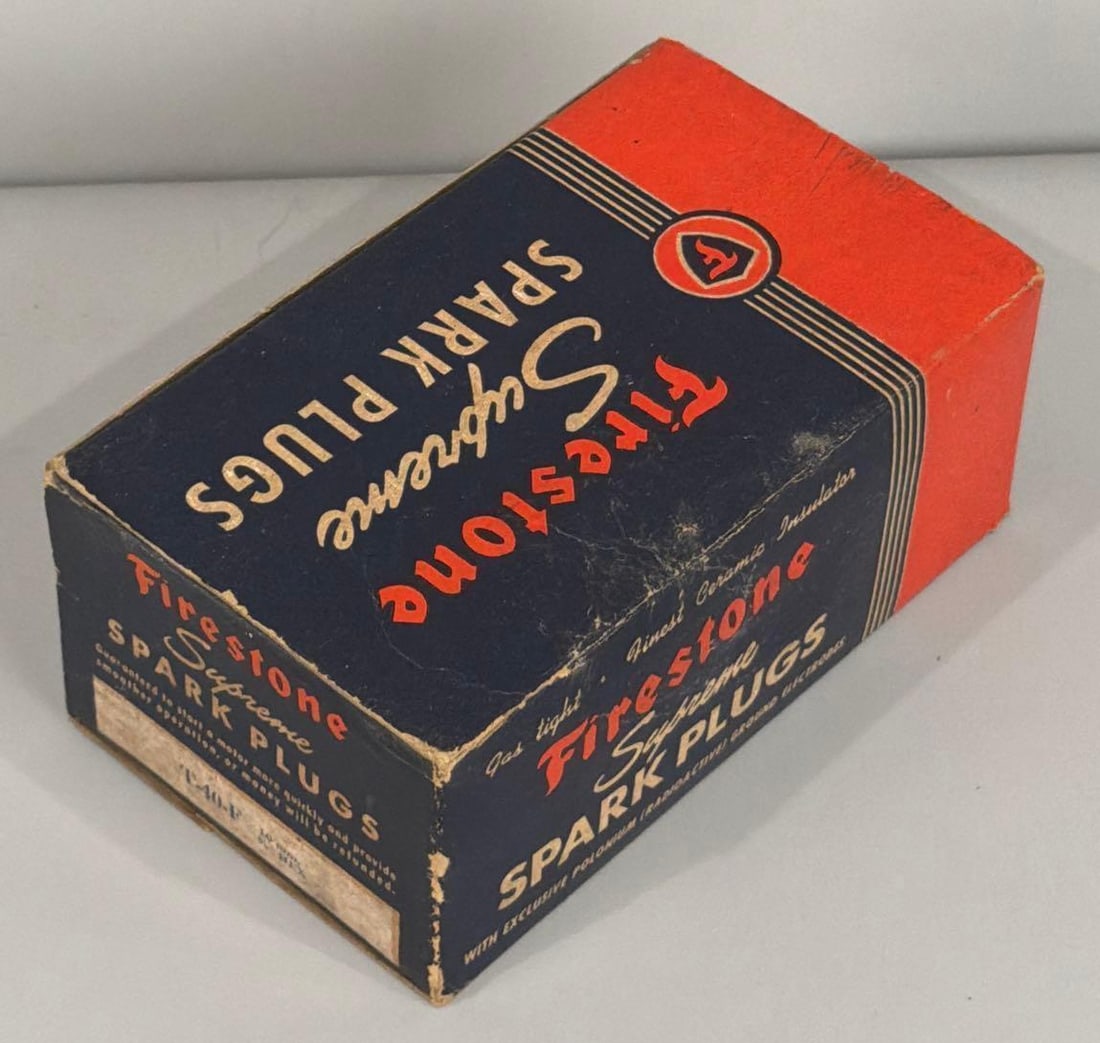 F
Firestone
Supreme
SPARK PLUGS
Gas tight • Finest Ceramic Insulator
Firestone
Supreme
SPARK PLUGS
WITH EXCLUSIVE POLONIUM (RADIOACTIVE) GROUND ELECTRODES
Firestone
Supreme
SPARK PLUGS
Guaranteed to start a motor more quickly and provide
smoother operation, or money will be refunded.